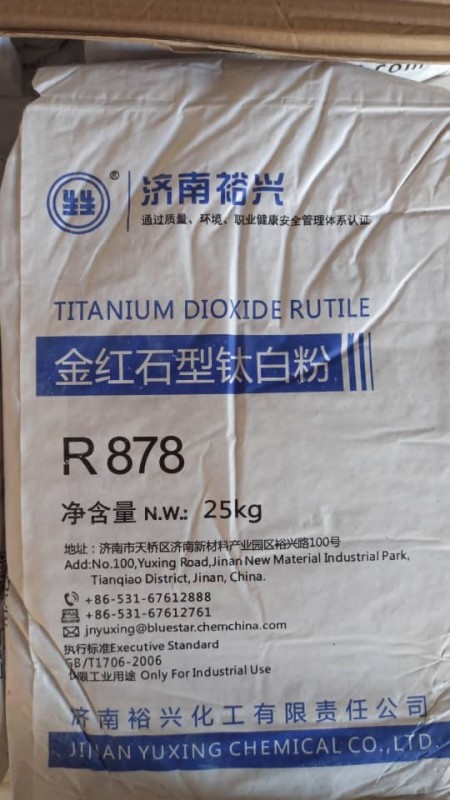 .com
® 济南裕兴
通过质量、环境、职业健康安全管理体系认证
TITANIUM DIOXIDE RUTILE
金红石型钛白粉
R 878
净含量 N.W.: 25kg
地址：济南市天桥区济南新材料产业园区裕兴路100号
Add:No.100,Yuxing Road,Jinan New Material Industrial Park,
Tianqiao District, Jinan, China.
+86-531-67612888
+86-531-67612761
jnyuxing@bluestar.chemchina.com
执行标准Executive Standard
GB/T1706-2006
仅限工业用途 Only For Industrial Use
济南裕兴化工有限责任公司
JINAN YUXING CHEMICAL CO.,LTD.